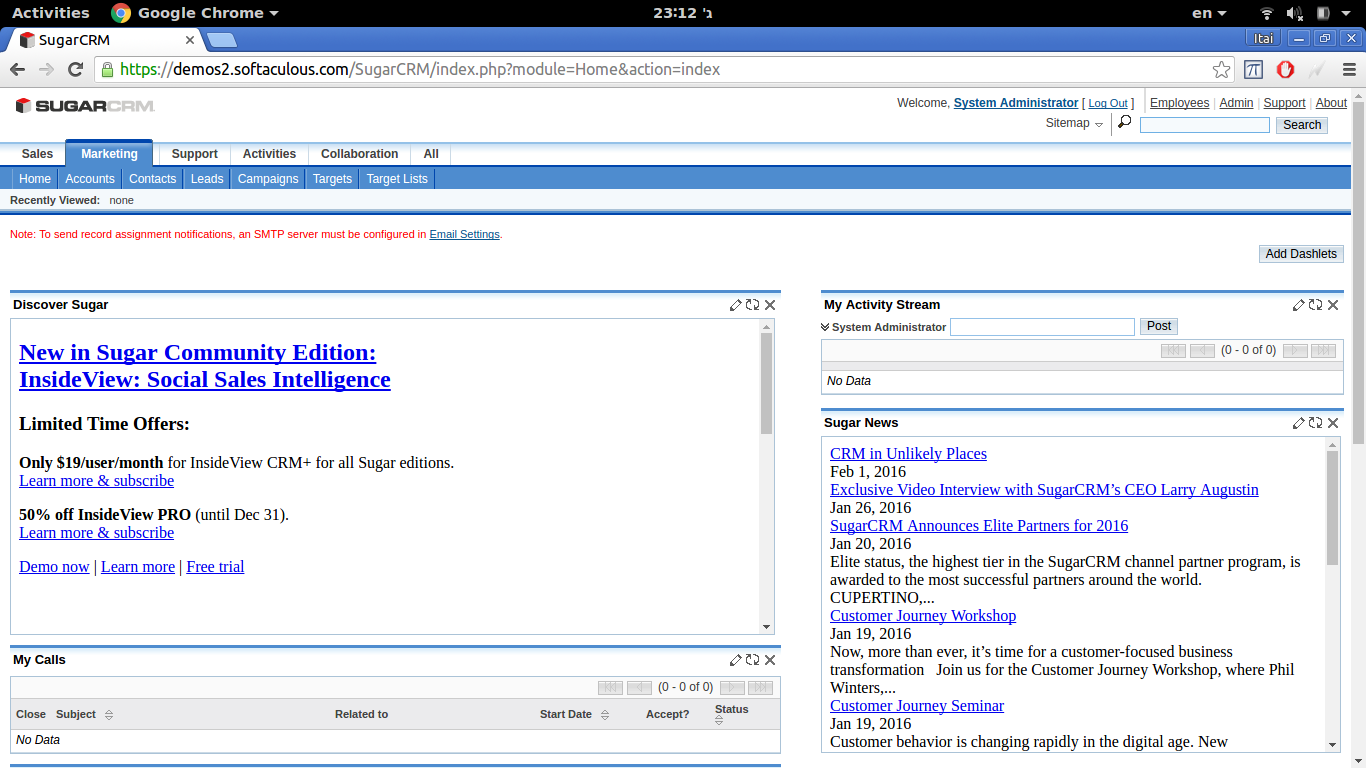 Activities Google Chrome 23:12 'ג en
SugarCRM Itai
https://demos2.softaculous.com/SugarCRM/index.php?module=Home&action=index
SUGARCRM Welcome, System Administrator [ Log Out ] Employees | Admin | Support | About
Sitemap Search
Sales Marketing Support Activities Collaboration All
Home Accounts Contacts Leads Campaigns Targets Target Lists
Recently Viewed: none
Note: To send record assignment notifications, an SMTP server must be configured in Email Settings.
Add Dashlets
Discover Sugar
New in Sugar Community Edition:
InsideView: Social Sales Intelligence
Limited Time Offers:
Only $19/user/month for InsideView CRM+ for all Sugar editions.
Learn more & subscribe
50% off InsideView PRO (until Dec 31).
Learn more & subscribe
Demo now | Learn more | Free trial
My Calls
(0 - 0 of 0)
Close Subject Related to Start Date Accept? Status
No Data
My Activity Stream
System Administrator Post
(0 - 0 of 0)
No Data
Sugar News
CRM in Unlikely Places
Feb 1, 2016
Exclusive Video Interview with SugarCRM’s CEO Larry Augustin
Jan 26, 2016
SugarCRM Announces Elite Partners for 2016
Jan 20, 2016
Elite status, the highest tier in the SugarCRM channel partner program, is
awarded to the most successful partners around the world.
CUPERTINO,...
Customer Journey Workshop
Jan 19, 2016
Now, more than ever, it’s time for a customer-focused business
transformation Join us for the Customer Journey Workshop, where Phil
Winters,...
Customer Journey Seminar
Jan 19, 2016
Customer behavior is changing rapidly in the digital age. New